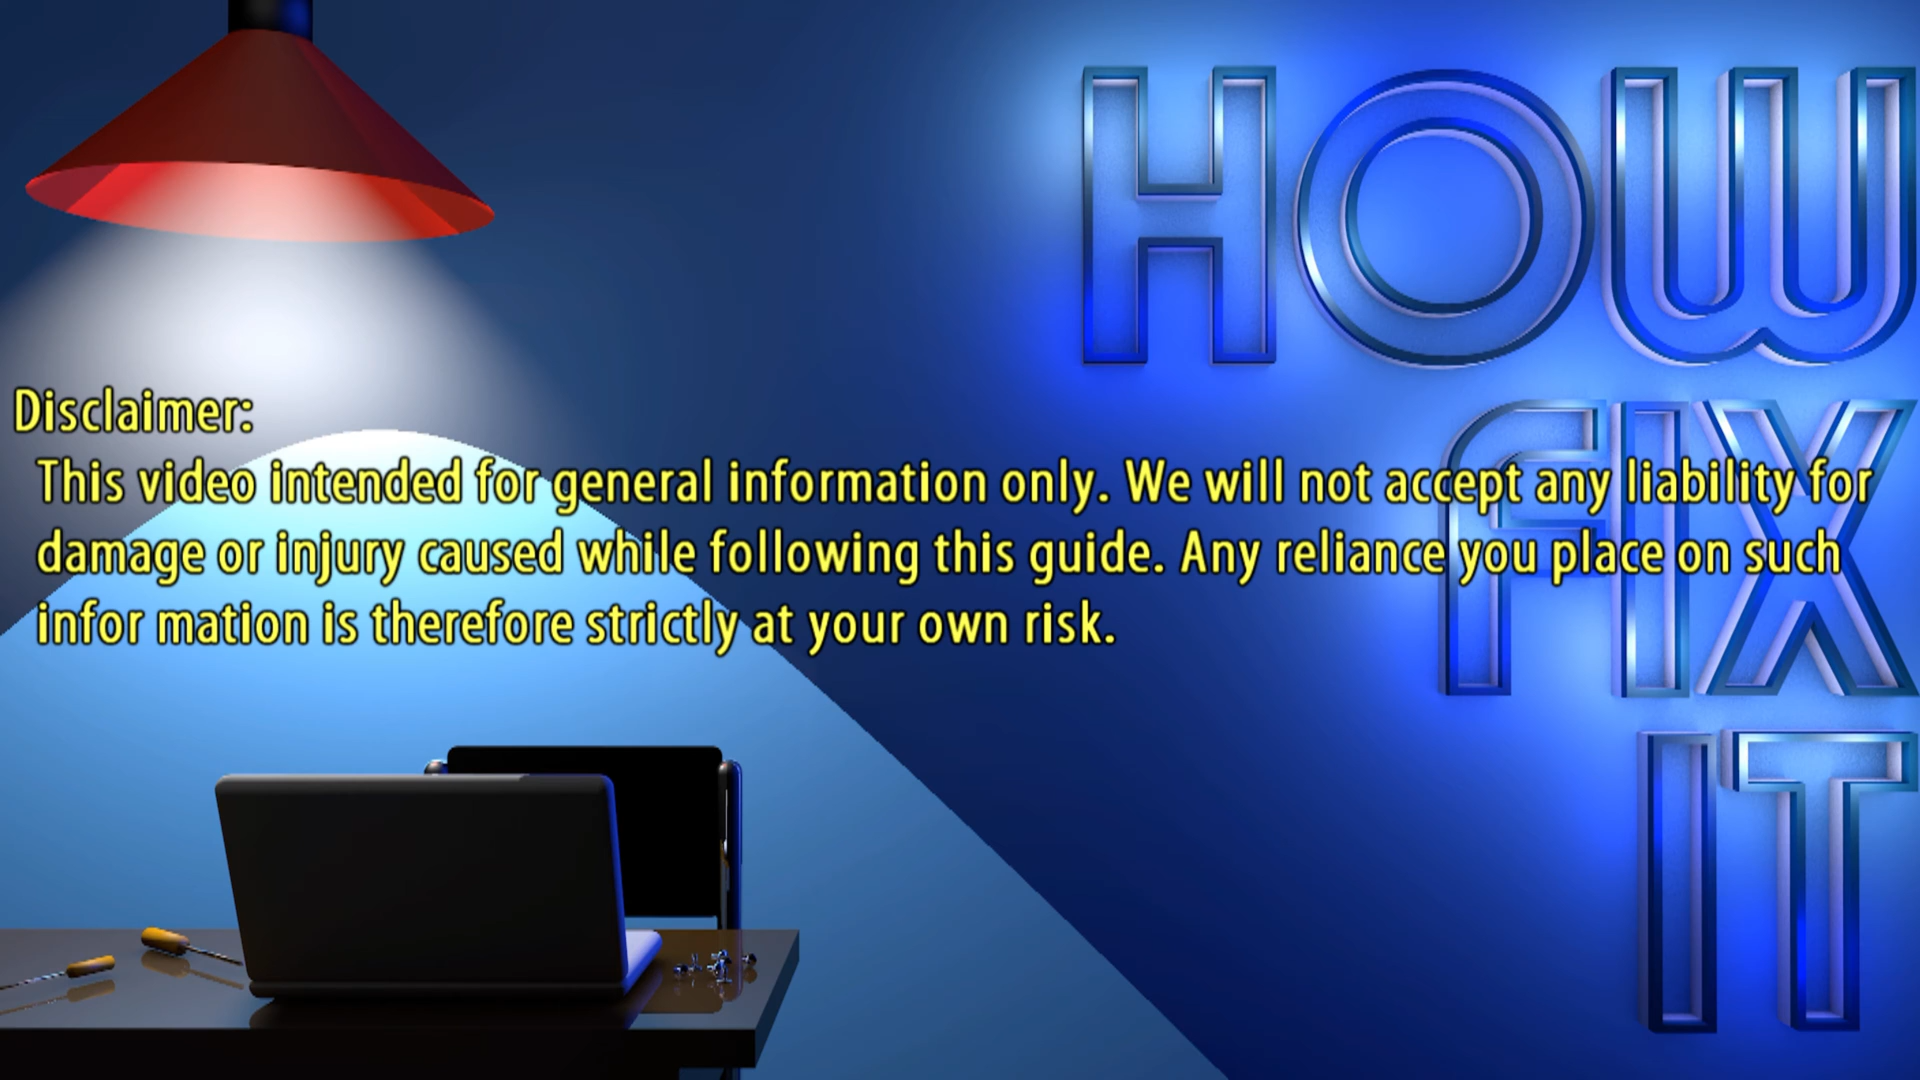 HOW
FIX
IT
Disclaimer:
This video intended for general information only. We will not accept any liability for
damage or injury caused while following this guide. Any reliance you place on such
infor mation is therefore strictly at your own risk.